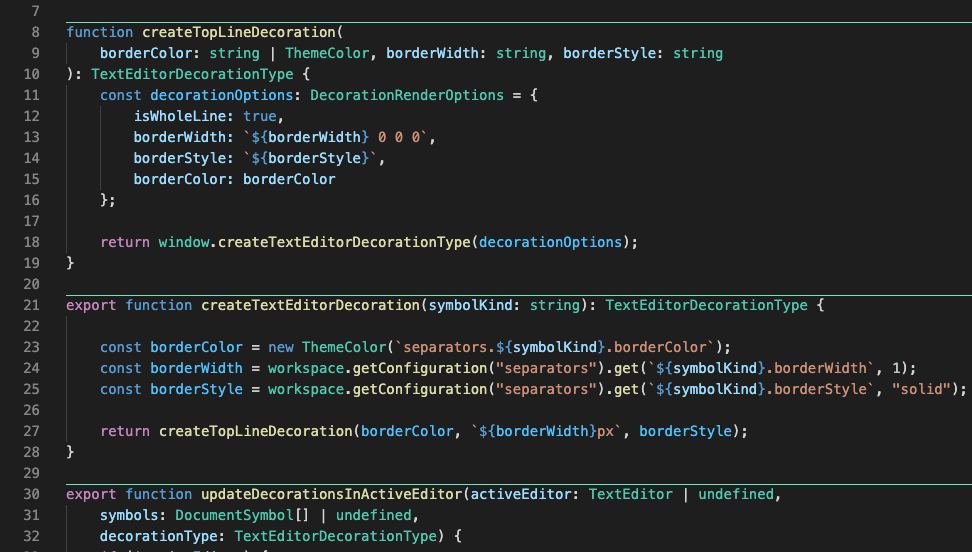 7
8 function createTopLineDecoration(
9     borderColor: string | ThemeColor, borderWidth: string, borderStyle: string
10 ): TextEditorDecorationType {
11     const decorationOptions: DecorationRenderOptions = {
12         isWholeLine: true,
13         borderWidth: `${borderWidth} 0 0 0`,
14         borderStyle: `${borderStyle}`,
15         borderColor: borderColor
16     };
17
18     return window.createTextEditorDecorationType(decorationOptions);
19 }
20
21 export function createTextEditorDecoration(symbolKind: string): TextEditorDecorationType {
22
23     const borderColor = new ThemeColor(`separators.${symbolKind}.borderColor`);
24     const borderWidth = workspace.getConfiguration("separators").get(`${symbolKind}.borderWidth`, 1);
25     const borderStyle = workspace.getConfiguration("separators").get(`${symbolKind}.borderStyle`, "solid");
26
27     return createTopLineDecoration(borderColor, `${borderWidth}px`, borderStyle);
28 }
29
30 export function updateDecorationsInActiveEditor(activeEditor: TextEditor | undefined,
31     symbols: DocumentSymbol[] | undefined,
32     decorationType: TextEditorDecorationType) {